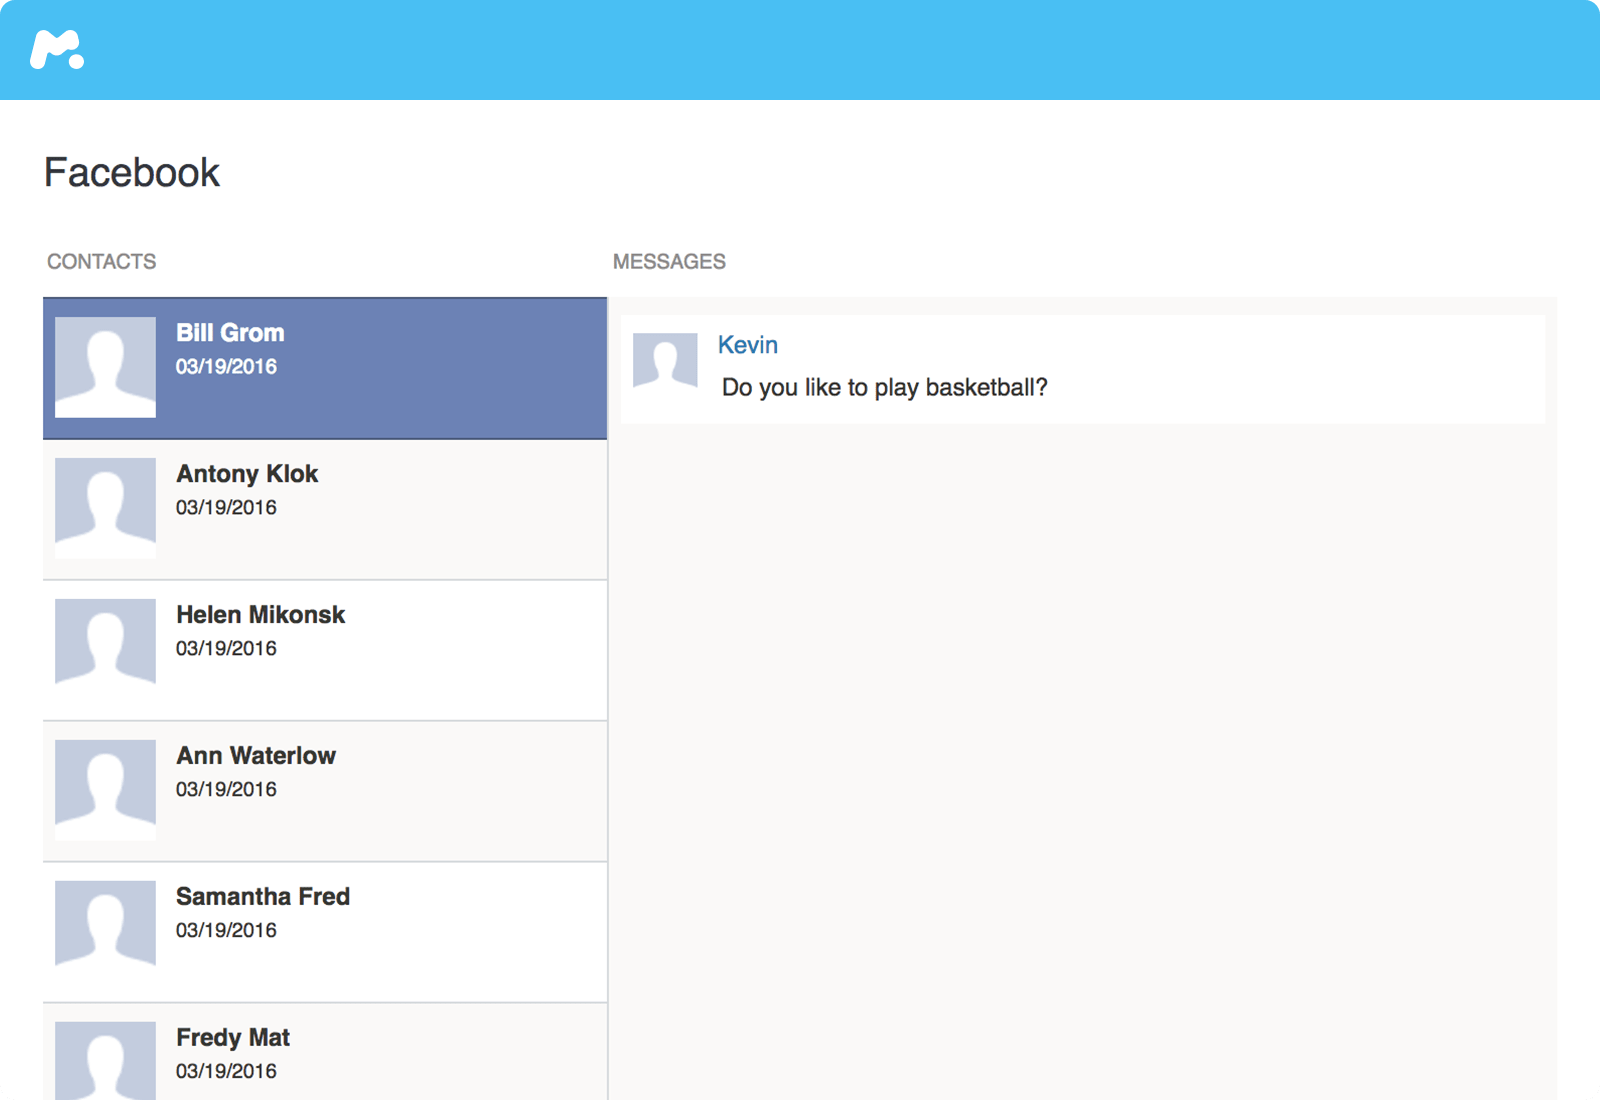 Facebook
CONTACTS
MESSAGES
Bill Grom
03/19/2016
Kevin
Do you like to play basketball?
Antony Klok
03/19/2016
Helen Mikonsk
03/19/2016
Ann Waterlow
03/19/2016
Samantha Fred
03/19/2016
Fredy Mat
03/19/2016